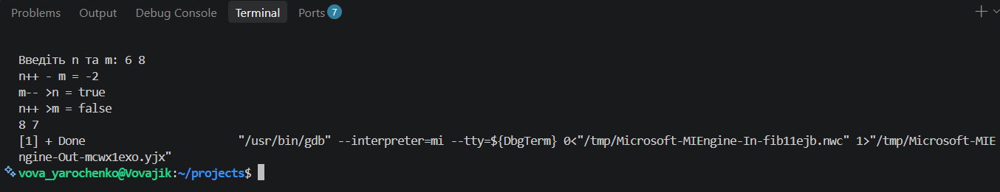 Problems Output Debug Console Terminal Ports 7
Введіть n та m: 6 8
n++ - m = -2
m-- >n = true
n++ >m = false
8 7
[1] + Done "/usr/bin/gdb" --interpreter=mi --tty=${DbgTerm} 0<"/tmp/Microsoft-MIEngine-In-fib11ejb.nwc" 1>"/tmp/Microsoft-MIE
ngine-Out-mcwx1exo.yjx"
vova_yarochenko@Vovajik:~/projects$